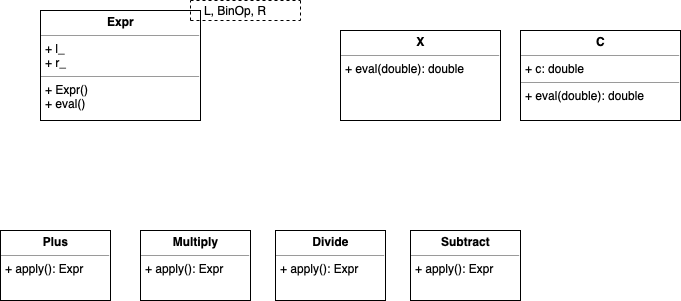 L, BinOp, R
Expr
+ l_
+ r_
+ Expr()
+ eval()
X
+ eval(double): double
C
+ c: double
+ eval(double): double
Plus
+ apply(): Expr
Multiply
+ apply(): Expr
Divide
+ apply(): Expr
Subtract
+ apply(): Expr